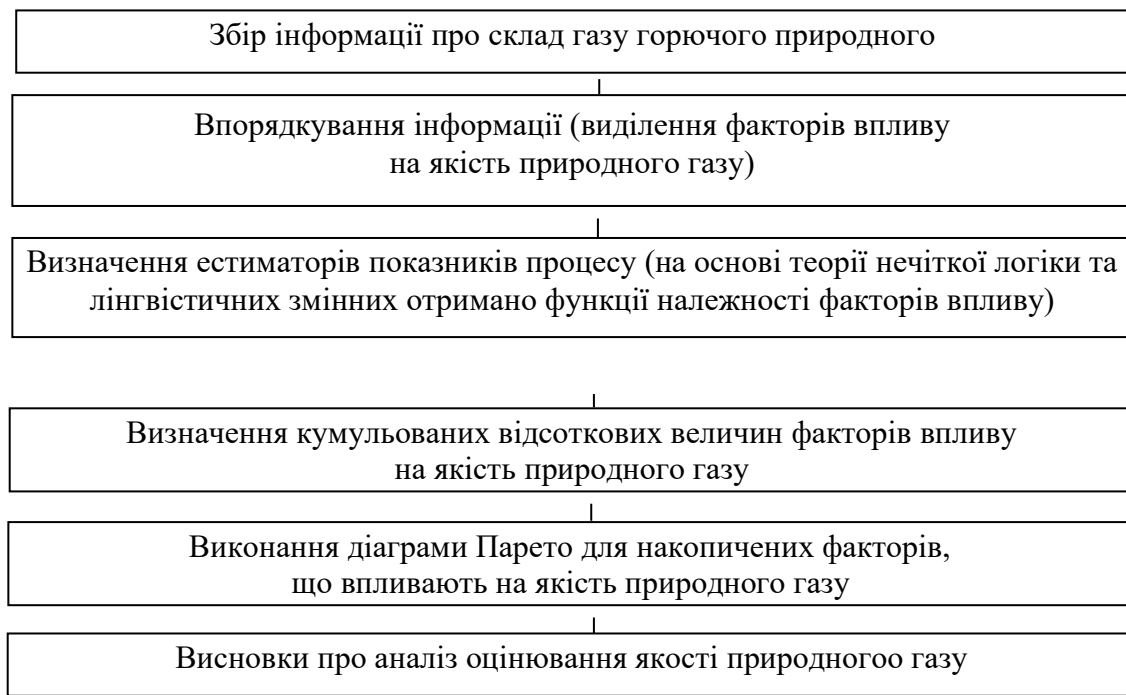 Збір інформації про склад газу горючого природного
Впорядкування інформації (виділення факторів впливу
на якість природного газу)
Визначення естиматорів показників процесу (на основі теорії нечіткої логіки та
лінгвістичних змінних отримано функції належності факторів впливу)
Визначення кумульованих відсоткових величин факторів впливу
на якість природного газу
Виконання діаграми Парето для накопичених факторів,
що впливають на якість природного газу
Висновки про аналіз оцінювання якості природногоо газу